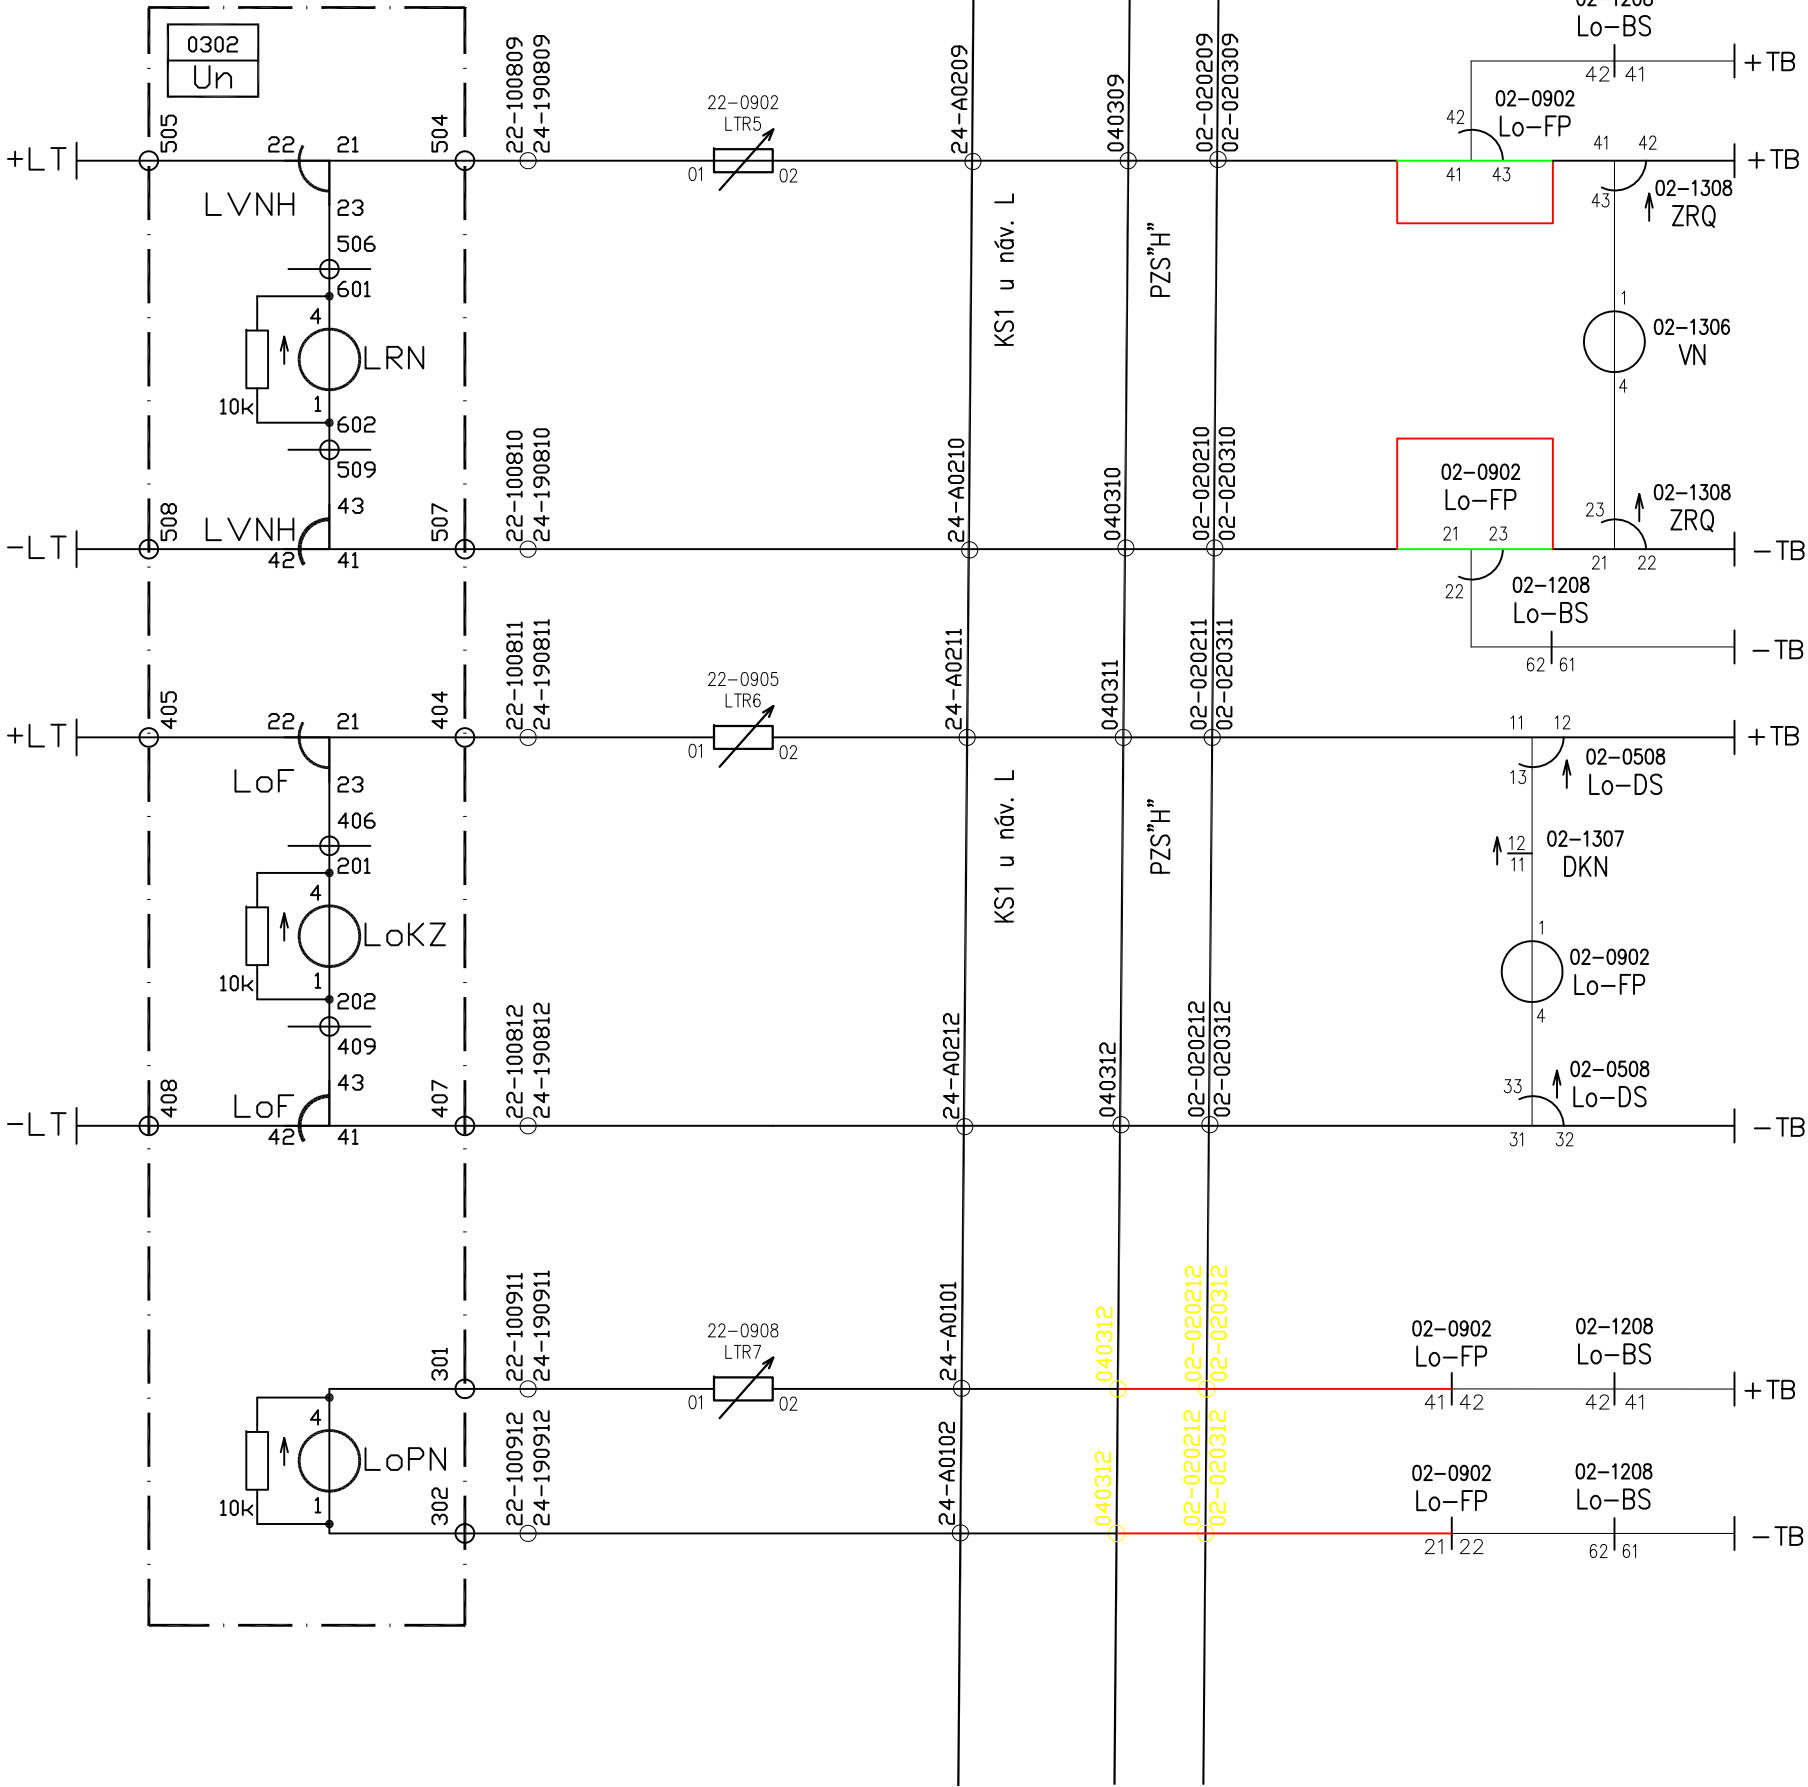 02-1208
Lo-BS
42 41
+TB
0302
Un
505
504
22-100809
24-190809
22-0902
LTR5
01 02
24-A0209
040309
02-020209
02-020309
42
02-0902
Lo-FP
41 43
41 42
43
02-1308
ZRQ
+LT
22 21
+TB
LVNH
23
506
601
4
LRN
10k
1
602
509
KS1 u náv. L
PZS"H"
1
02-1306
VN
4
508
LVNH
43
507
22-100810
24-190810
24-A0210
040310
02-020210
02-020310
02-0902
Lo-FP
21 23
23
02-1308
ZRQ
-LT
42 41
21 22
-TB
22
02-1208
Lo-BS
62 61
-TB
405
404
22-100811
24-190811
22-0905
LTR6
01 02
24-A0211
040311
02-020211
02-020311
11 12
+LT
22 21
+TB
LoF
23
13
02-0508
Lo-DS
406
201
4
LoKZ
10k
1
202
409
KS1 u náv. L
PZS"H"
12
11
02-1307
DKN
1
02-0902
Lo-FP
4
408
LoF
43
407
22-100812
24-190812
24-A0212
040312
02-020212
02-020312
33
02-0508
Lo-DS
-LT
42 41
31 32
-TB
301
22-100911
24-190911
22-0908
LTR7
01 02
24-A0101
040312
02-020212
02-020312
02-0902
Lo-FP
41 42
02-1208
Lo-BS
42 41
+TB
4
LoPN
10k
1
302
22-100912
24-190912
24-A0102
040312
02-020212
02-020312
02-0902
Lo-FP
21 22
02-1208
Lo-BS
62 61
-TB